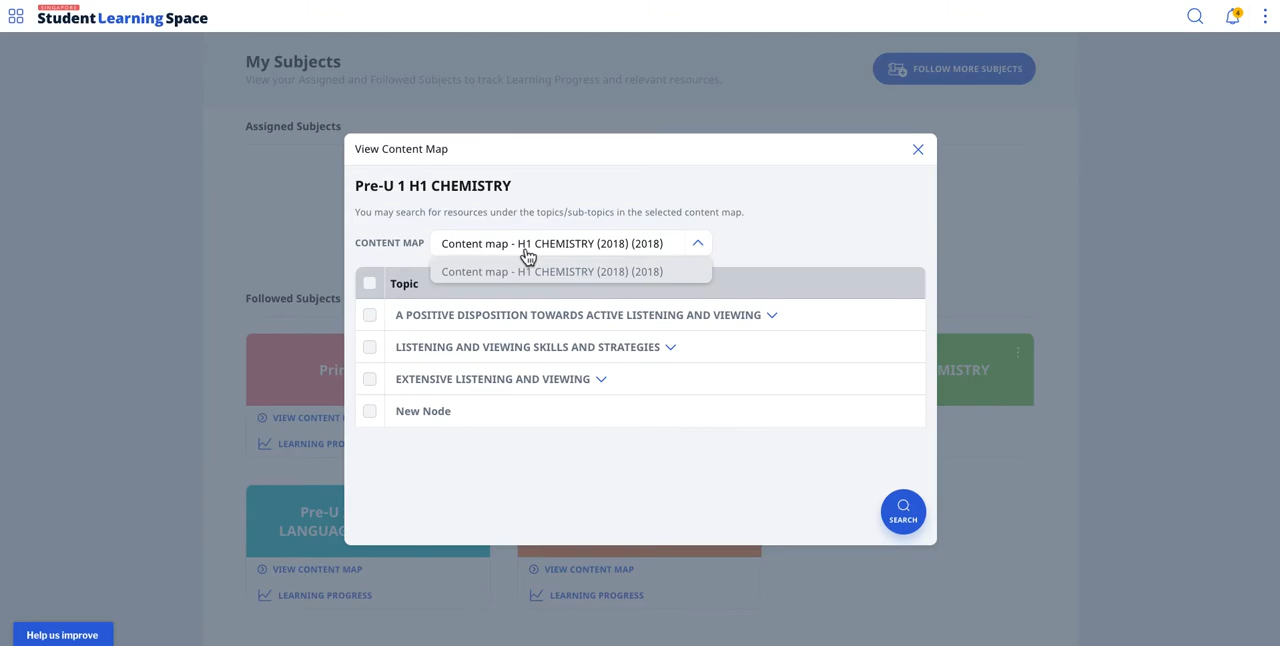 SINGAPORE
Student Learning Space
4
My Subjects
View your Assigned and Followed Subjects to track Learning Progress and relevant resources.
FOLLOW MORE SUBJECTS
Assigned Subjects
View Content Map
Pre-U 1 H1 CHEMISTRY
You may search for resources under the topics/sub-topics in the selected content map.
CONTENT MAP
Content map - H1 CHEMISTRY (2018) (2018)
Content map - H1 CHEMISTRY (2018) (2018)
Topic
A POSITIVE DISPOSITION TOWARDS ACTIVE LISTENING AND VIEWING
LISTENING AND VIEWING SKILLS AND STRATEGIES
EXTENSIVE LISTENING AND VIEWING
New Node
SEARCH
Followed Subjects
VIEW CONTENT
LEARNING
Pre-U
VIEW CONTENT MAP
LEARNING PROGRESS
VIEW CONTENT MAP
LEARNING PROGRESS
Help us improve